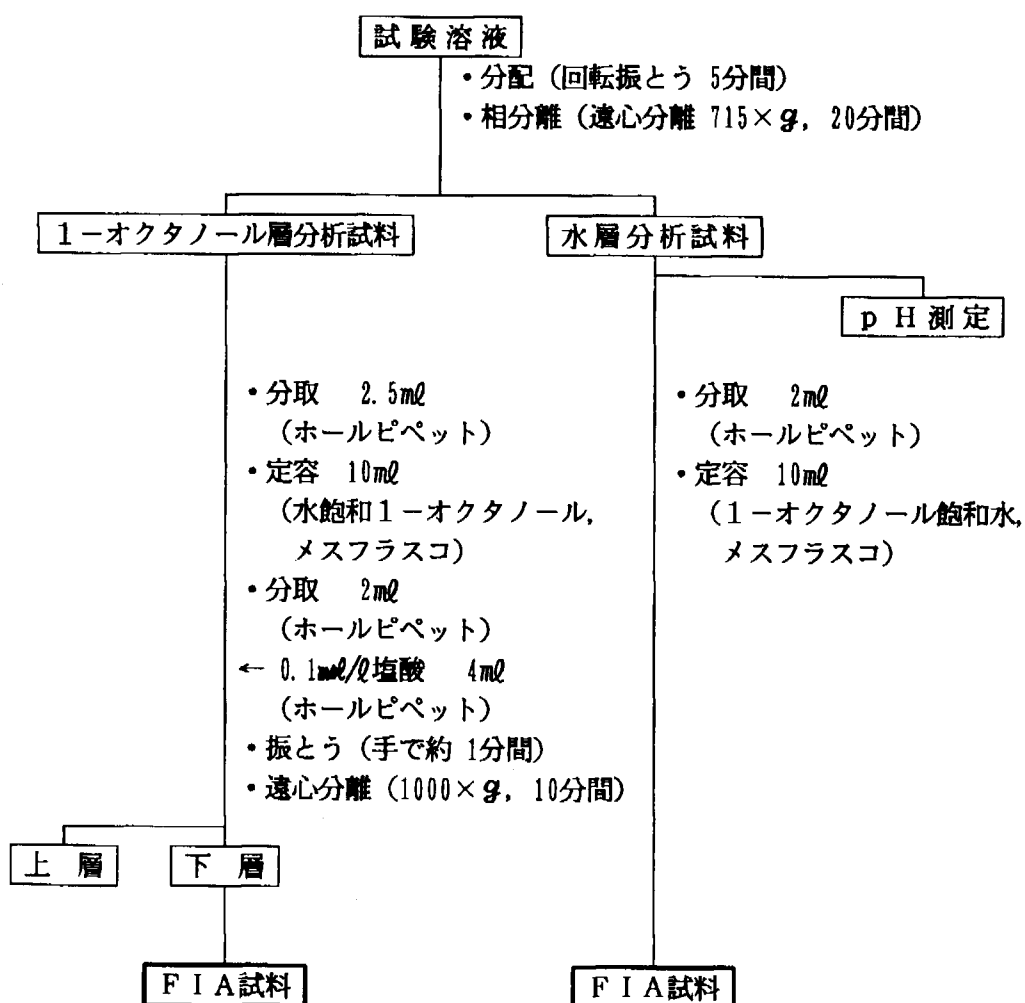 試験溶液
・分配 (回転振とう 5分間)
・相分離 (遠心分離 715×g, 20分間)
1-オクタノール層分析試料
水層分析試料
pH測定
・分取 2.5ml
(ホールピペット)
・定容 10ml
(水飽和1-オクタノール,
メスフラスコ)
・分取 2ml
(ホールピペット)
← 0.1mol/l塩酸 4ml
(ホールピペット)
・振とう (手で約 1分間)
・遠心分離 (1000×g, 10分間)
・分取 2ml
(ホールピペット)
・定容 10ml
(1-オクタノール飽和水,
メスフラスコ)
上層
下層
FIA試料
FIA試料